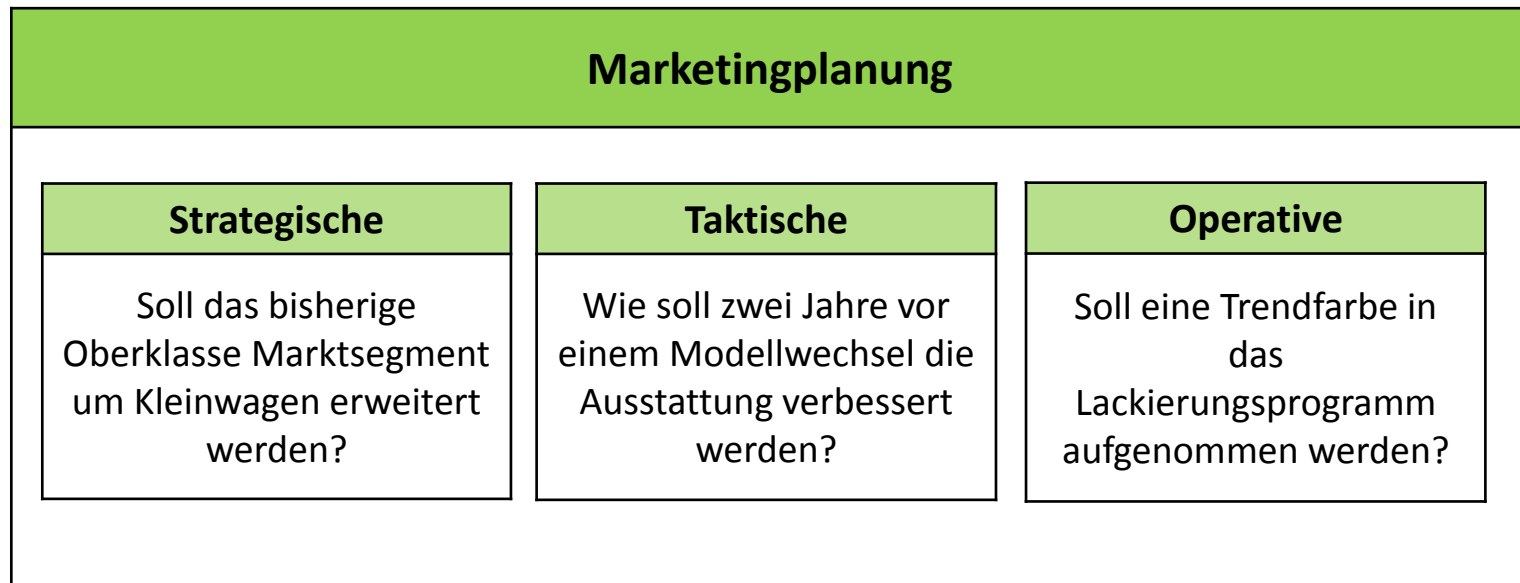 Marketingplanung
Strategische
Soll das bisherige
Oberklasse Marktsegment
um Kleinwagen erweitert
werden?
Taktische
Wie soll zwei Jahre vor
einem Modellwechsel die
Ausstattung verbessert
werden?
Operative
Soll eine Trendfarbe in
das
Lackierungsprogramm
aufgenommen werden?